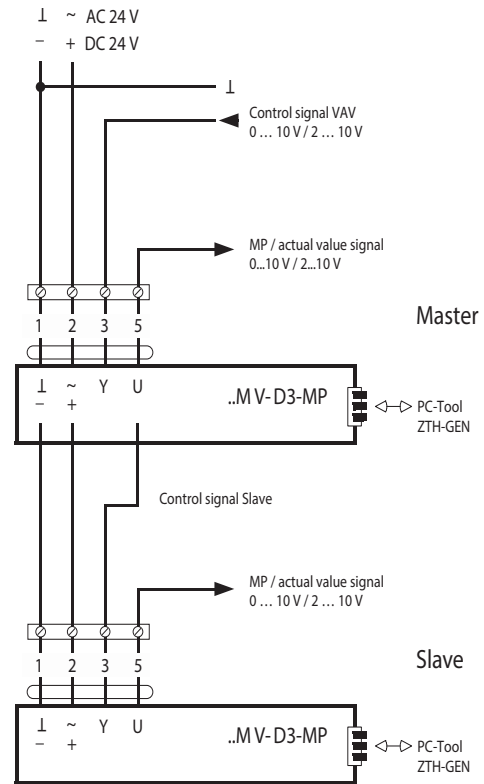 ⊥ ~ AC 24 V
– + DC 24 V
⊥
Control signal VAV
0 … 10 V / 2 … 10 V
MP / actual value signal
0...10 V / 2...10 V
Master
1 2 3 5
⊥ ~ Y U
– +
..M V- D3-MP
PC-Tool
ZTH-GEN
Control signal Slave
MP / actual value signal
0 … 10 V / 2 … 10 V
Slave
1 2 3 5
⊥ ~ Y U
– +
..M V- D3-MP
PC-Tool
ZTH-GEN